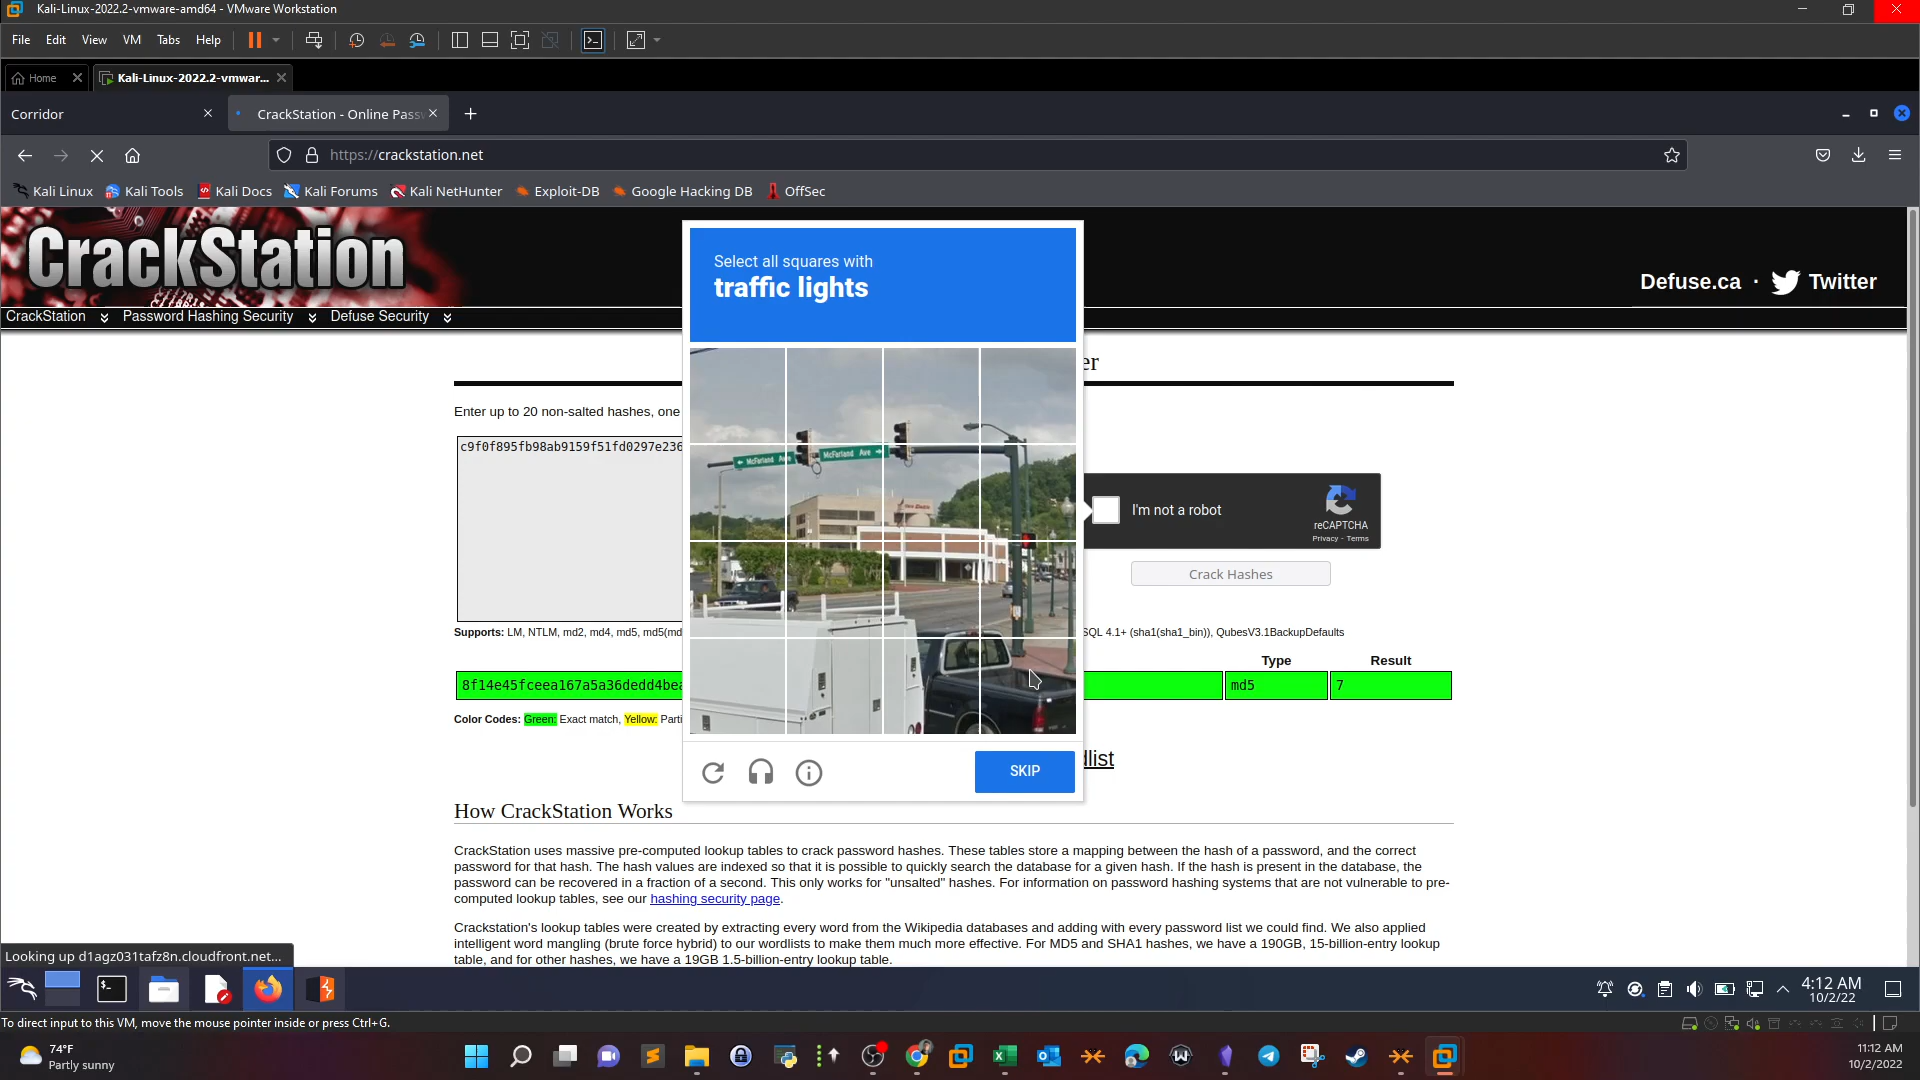 Kali-Linux-2022.2-vmware-amd64 - VMware Workstation
File Edit View VM Tabs Help
Home Kali-Linux-2022.2-vmwar...
Corridor CrackStation - Online Passw
https://crackstation.net
Kali Linux Kali Tools Kali Docs Kali Forums Kali NetHunter Exploit-DB Google Hacking DB OffSec
CrackStation
Defuse.ca · Twitter
CrackStation Password Hashing Security Defuse Security
Select all squares with
traffic lights
er
Enter up to 20 non-salted hashes, one
c9f0f895fb98ab9159f51fd0297e236
McFarland Ave McFarland Ave
I'm not a robot
reCAPTCHA
Privacy - Terms
Crack Hashes
Supports: LM, NTLM, md2, md4, md5, md5(md
SQL 4.1+ (sha1(sha1_bin)), QubesV3.1BackupDefaults
Type Result
8f14e45fceea167a5a36dedd4bea md5 7
Color Codes: Green: Exact match, Yellow: Parti
dlist
SKIP
How CrackStation Works
CrackStation uses massive pre-computed lookup tables to crack password hashes. These tables store a mapping between the hash of a password, and the correct
password for that hash. The hash values are indexed so that it is possible to quickly search the database for a given hash. If the hash is present in the database, the
password can be recovered in a fraction of a second. This only works for "unsalted" hashes. For information on password hashing systems that are not vulnerable to pre-
computed lookup tables, see our hashing security page.
Crackstation's lookup tables were created by extracting every word from the Wikipedia databases and adding with every password list we could find. We also applied
intelligent word mangling (brute force hybrid) to our wordlists to make them much more effective. For MD5 and SHA1 hashes, we have a 190GB, 15-billion-entry lookup
table, and for other hashes, we have a 19GB 1.5-billion-entry lookup table.
Looking up d1agz031tafz8n.cloudfront.net...
4:12 AM
10/2/22
To direct input to this VM, move the mouse pointer inside or press Ctrl+G.
74°F
Partly sunny
11:12 AM
10/2/2022